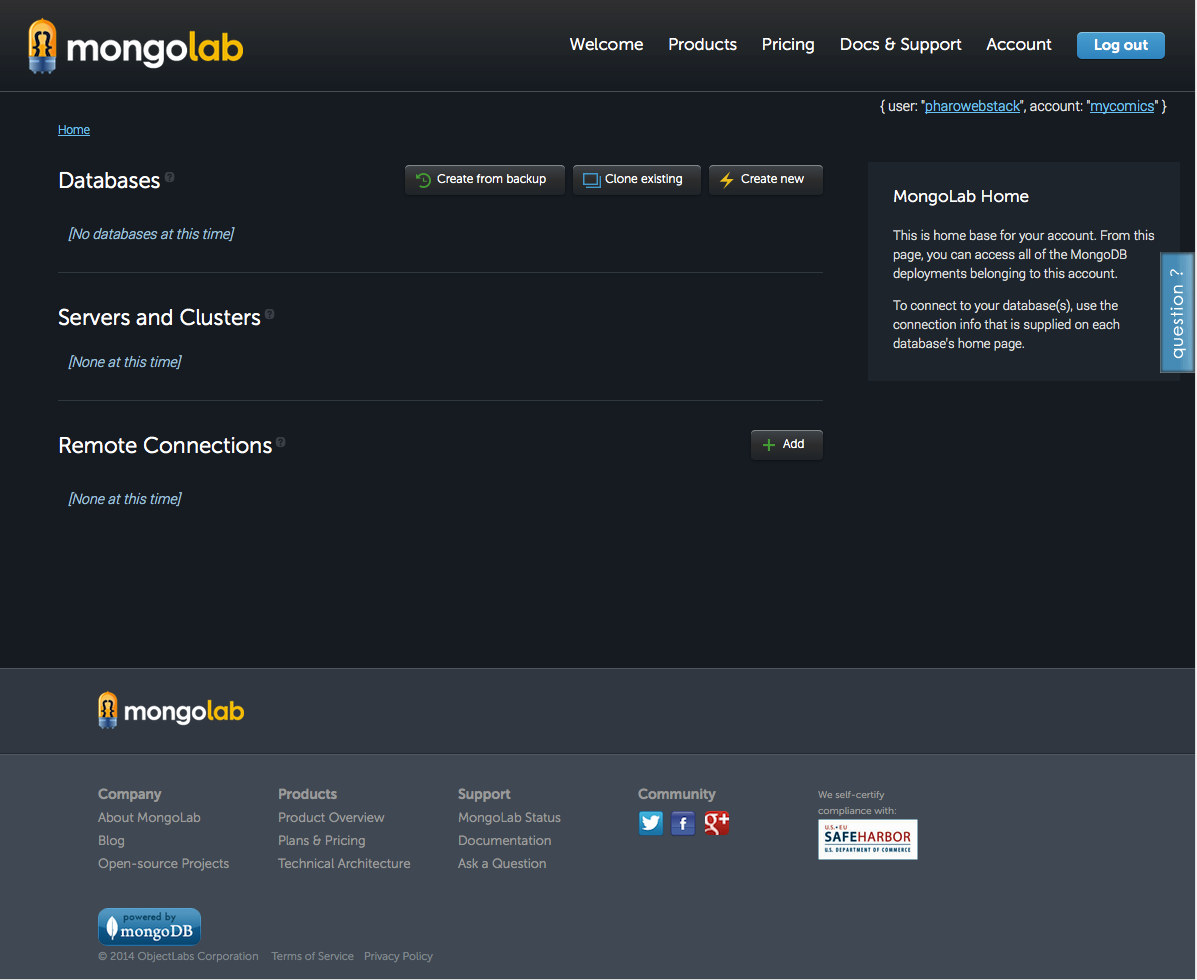 mongolab
Welcome Products Pricing Docs & Support Account Log out
{ user: "pharowebstack", account: "mycomics" }
Home
Databases ?
Create from backup Clone existing Create new
[No databases at this time]
Servers and Clusters ?
[None at this time]
Remote Connections ?
Add
[None at this time]
MongoLab Home
This is home base for your account. From this
page, you can access all of the MongoDB
deployments belonging to this account.
To connect to your database(s), use the
connection info that is supplied on each
database's home page.
question ?
mongolab
Company
About MongoLab
Blog
Open-source Projects
Products
Product Overview
Plans & Pricing
Technical Architecture
Support
MongoLab Status
Documentation
Ask a Question
Community
f
g+
We self-certify
compliance with:
U.S.★EU
SAFEHARBOR
U.S. DEPARTMENT OF COMMERCE
powered by
mongoDB
© 2014 ObjectLabs Corporation Terms of Service Privacy Policy